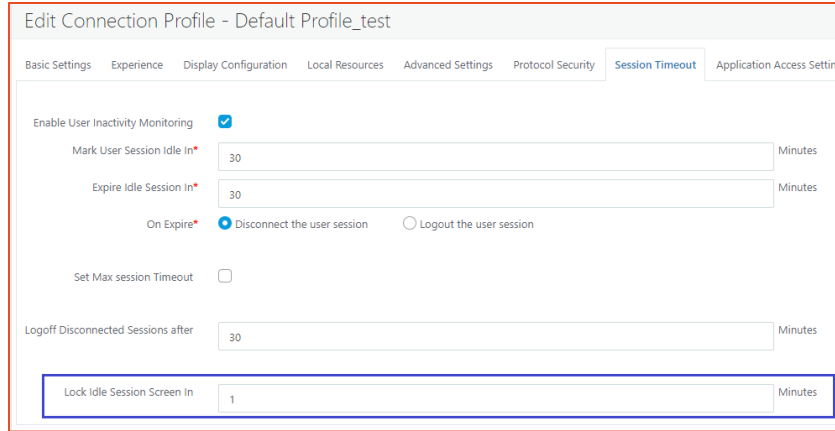 Edit Connection Profile - Default Profile_test
Basic Settings Experience Display Configuration Local Resources Advanced Settings Protocol Security Session Timeout Application Access Settin
Enable User Inactivity Monitoring
Mark User Session Idle In* 30 Minutes
Expire Idle Session In* 30 Minutes
On Expire* Disconnect the user session Logout the user session
Set Max session Timeout
Logoff Disconnected Sessions after 30 Minutes
Lock Idle Session Screen In 1 Minutes